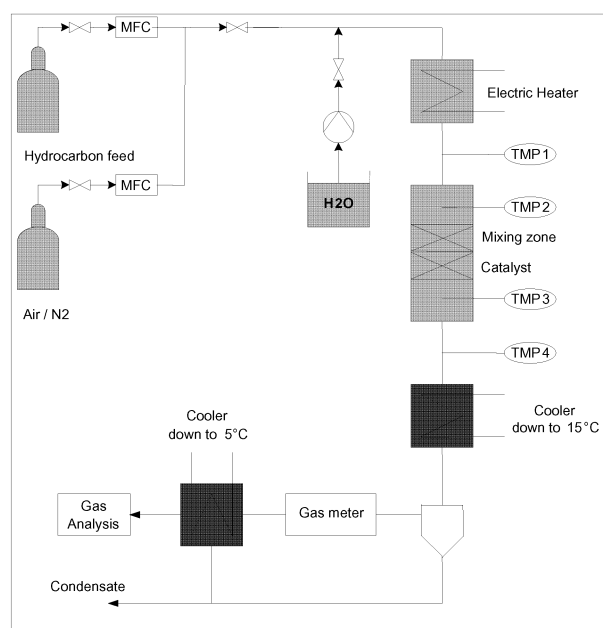 MFC
Electric Heater
Hydrocarbon feed
TMP1
MFC
H2O
TMP2
Mixing zone
Catalyst
Air / N2
TMP3
TMP4
Cooler
down to 15°C
Cooler
down to 5°C
Gas
Analysis
Gas meter
Condensate